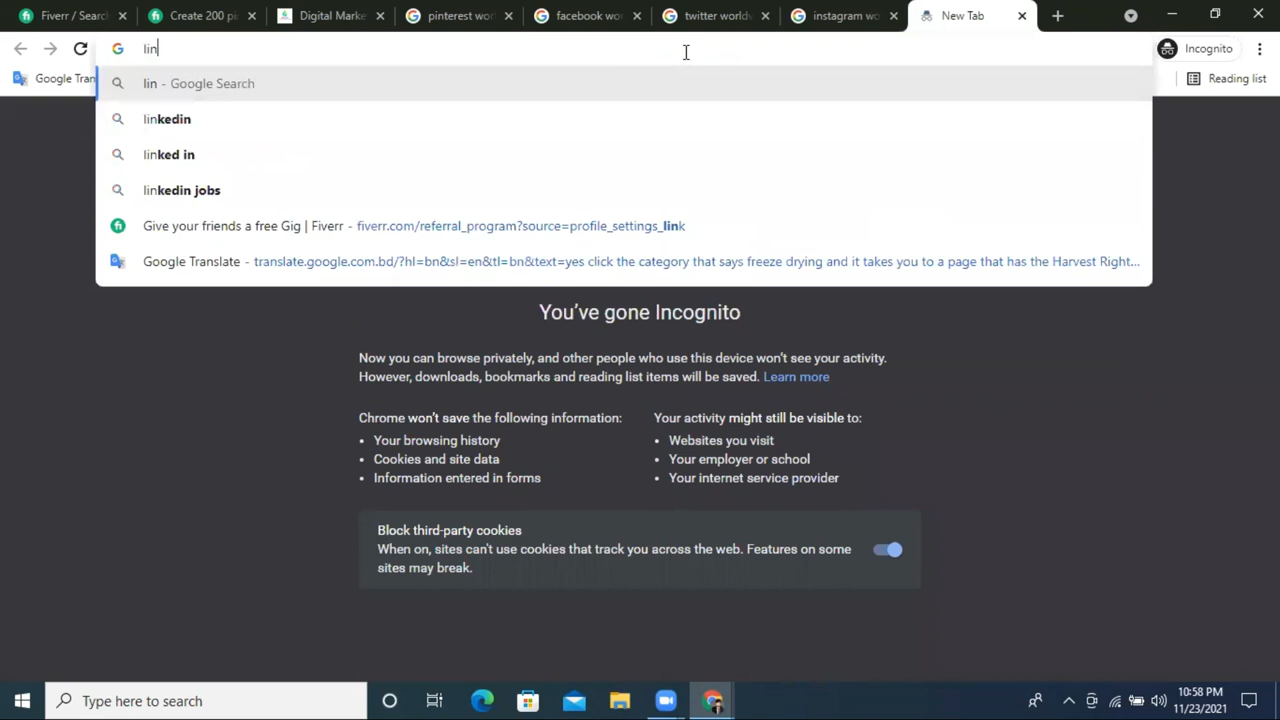 Fiverr / Searc
Create 200 pi
Digital Marke
pinterest wor
facebook wo
twitter worldw
instagram wo
New Tab
lin
Incognito
Google Tran
Reading list
lin - Google Search
linkedin
linked in
linkedin jobs
Give your friends a free Gig | Fiverr - fiverr.com/referral_program?source=profile_settings_link
Google Translate - translate.google.com.bd/?hl=bn&sl=en&tl=bn&text=yes click the category that says freeze drying and it takes you to a page that has the Harvest Right...
You've gone Incognito
Now you can browse privately, and other people who use this device won't see your activity.
However, downloads, bookmarks and reading list items will be saved. Learn more
Chrome won't save the following information:
• Your browsing history
• Cookies and site data
• Information entered in forms
Your activity might still be visible to:
• Websites you visit
• Your employer or school
• Your internet service provider
Block third-party cookies
When on, sites can't use cookies that track you across the web. Features on some
sites may break.
Type here to search
10:58 PM
11/23/2021